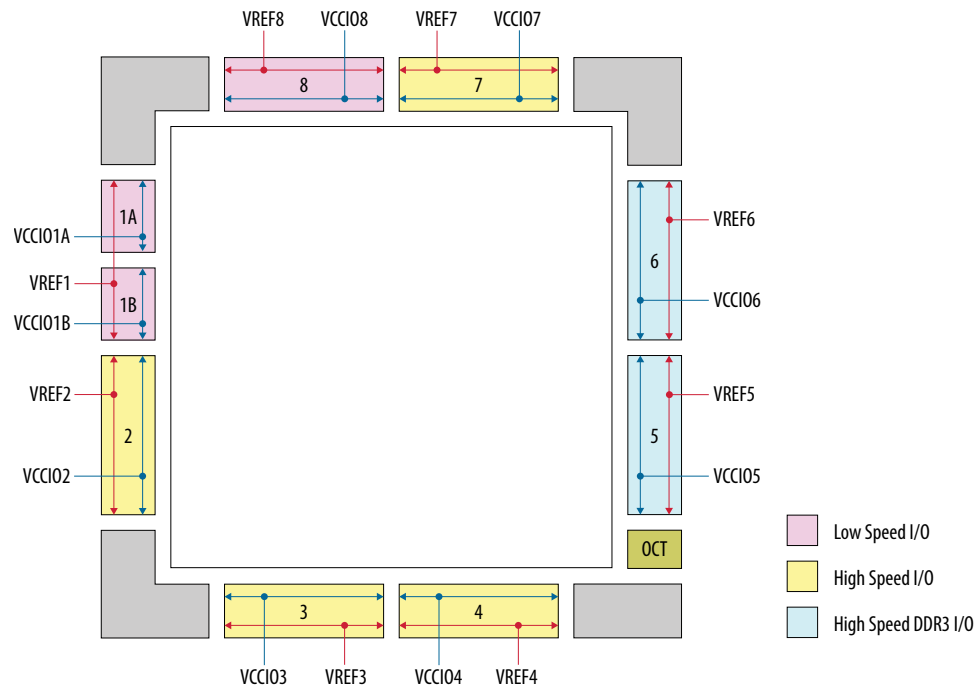 VREF8
VCCIO8
VREF7
VCCIO7
8
7
1A
VCCIO1A
VREF1
1B
VCCIO1B
VREF6
6
VCCIO6
VREF2
2
VCCIO2
VREF5
5
VCCIO5
OCT
Low Speed I/O
High Speed I/O
High Speed DDR3 I/O
3
4
VCCIO3
VREF3
VCCIO4
VREF4